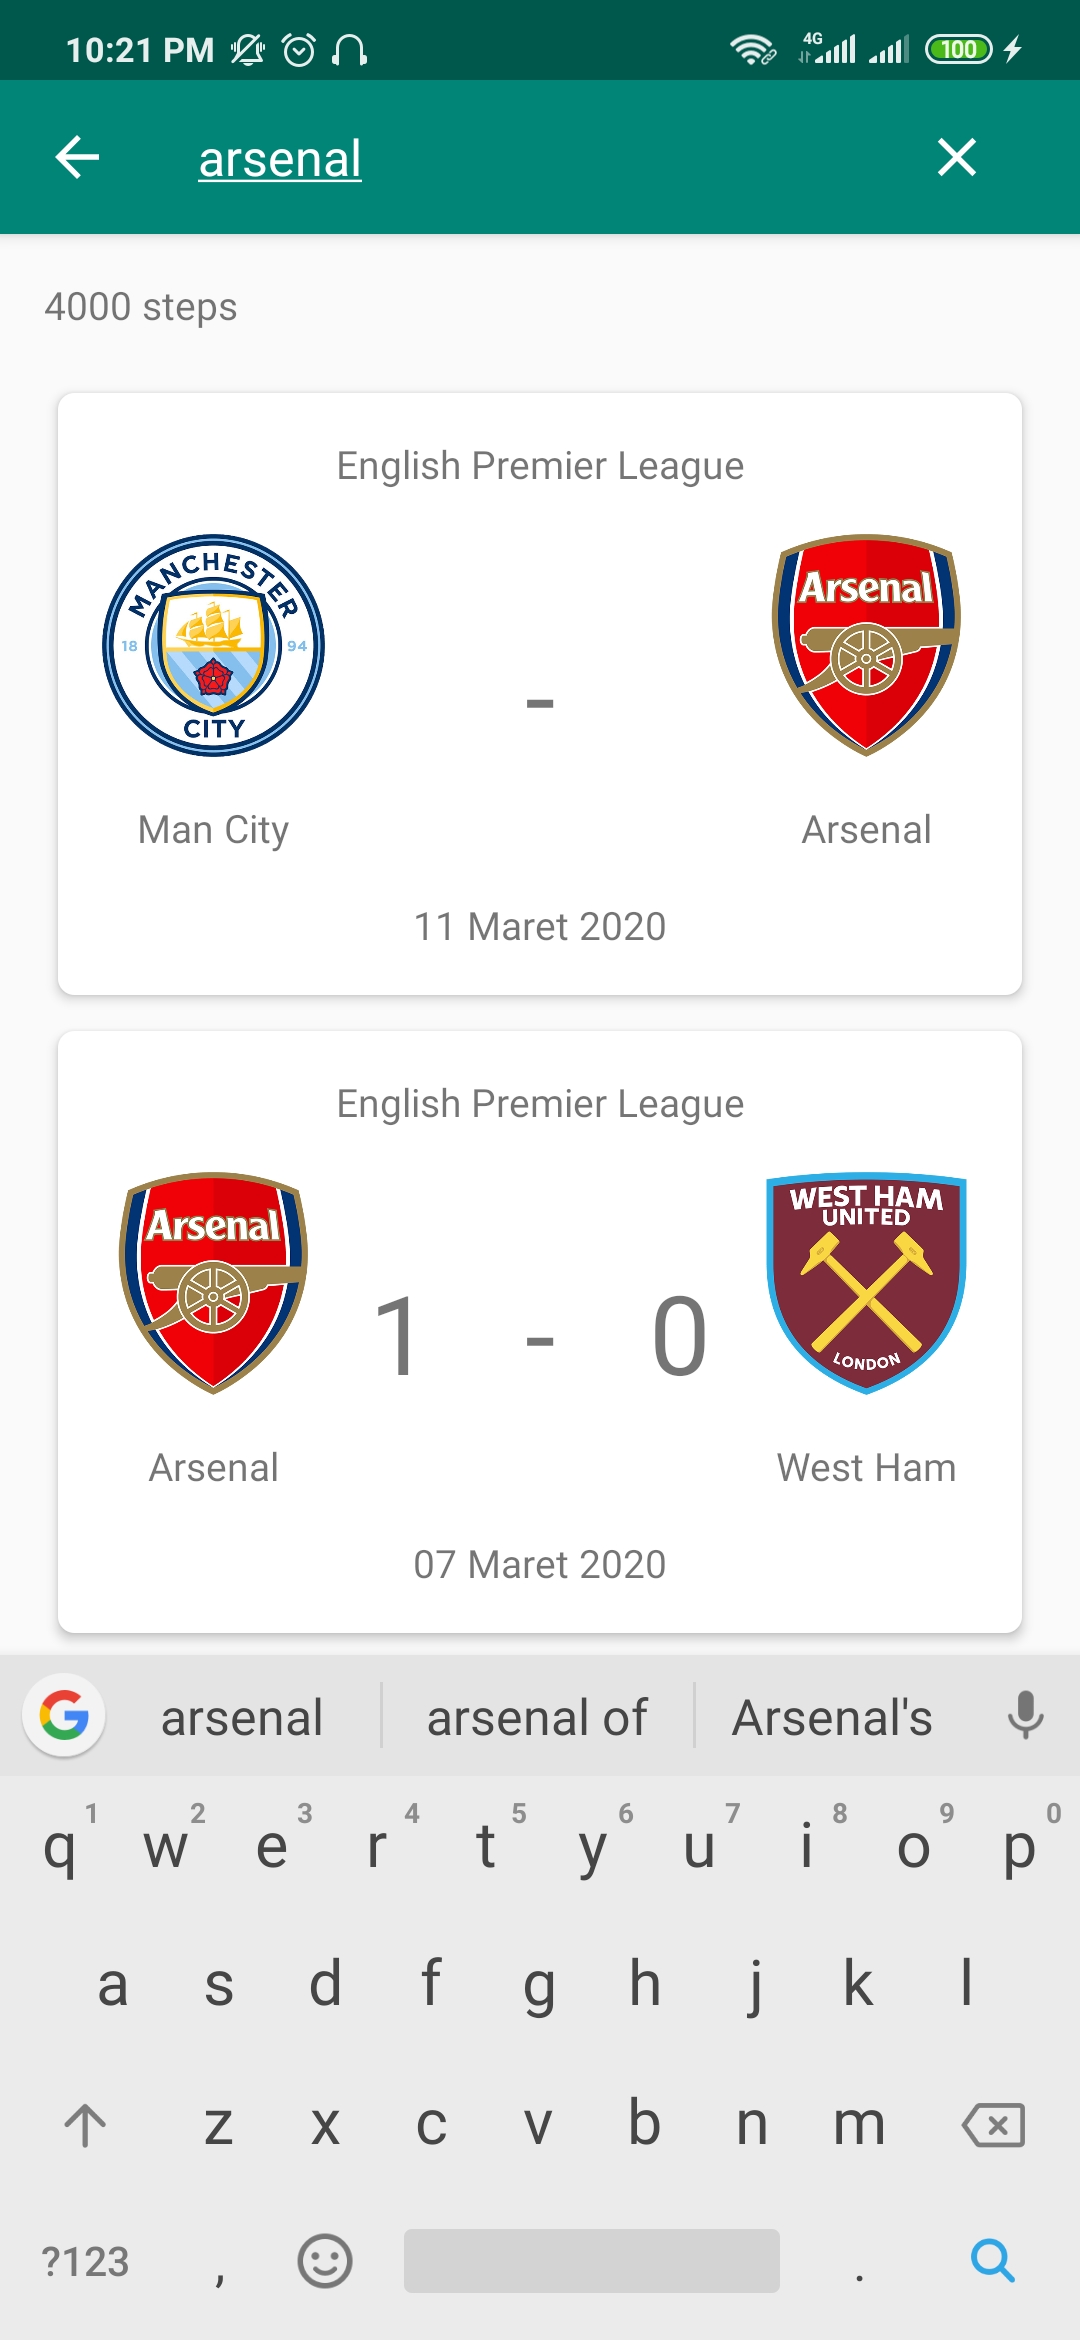 10:21 PM 4G 100
arsenal
4000 steps
English Premier League
MANCHESTER
18 94
CITY
Arsenal
-
Man City Arsenal
11 Maret 2020
English Premier League
Arsenal
WEST HAM
UNITED
LONDON
1 - 0
Arsenal West Ham
07 Maret 2020
G arsenal arsenal of Arsenal's
1 2 3 4 5 6 7 8 9 0
q w e r t y u i o p
a s d f g h j k l
z x c v b n m
?123 , .